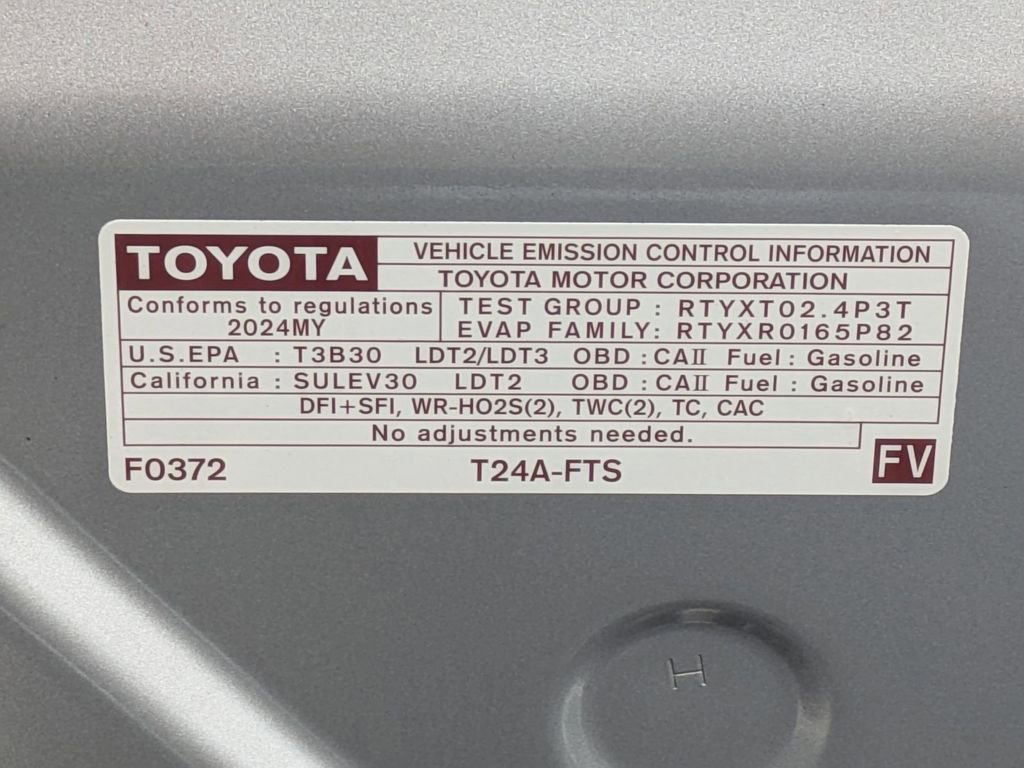 TOYOTA
VEHICLE EMISSION CONTROL INFORMATION
TOYOTA MOTOR CORPORATION
Conforms to regulations
2024MY
TEST GROUP : RTYXT02.4P3T
EVAP FAMILY: RTYXR0165P82
U.S.EPA : T3B30 LDT2/LDT3 OBD : CAⅡ Fuel : Gasoline
California : SULEV30 LDT2 OBD : CAⅡ Fuel : Gasoline
DFI+SFI, WR-HO2S(2), TWC(2), TC, CAC
No adjustments needed.
F0372 T24A-FTS FV
H